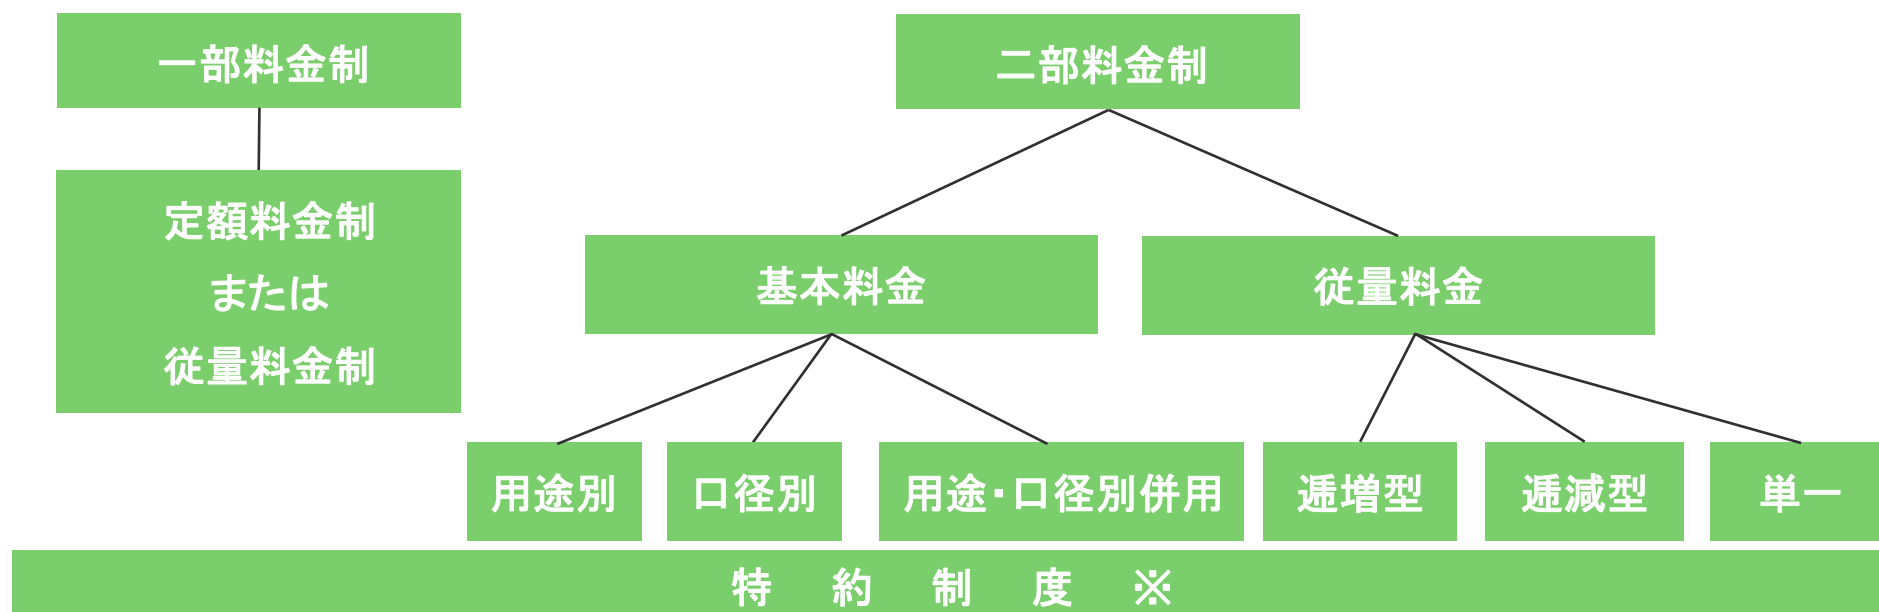 一部料金制
定額料金制
または
従量料金制
二部料金制
基本料金
従量料金
用途別
口径別
用途・口径別併用
逓増型
逓減型
単一
特約制度※